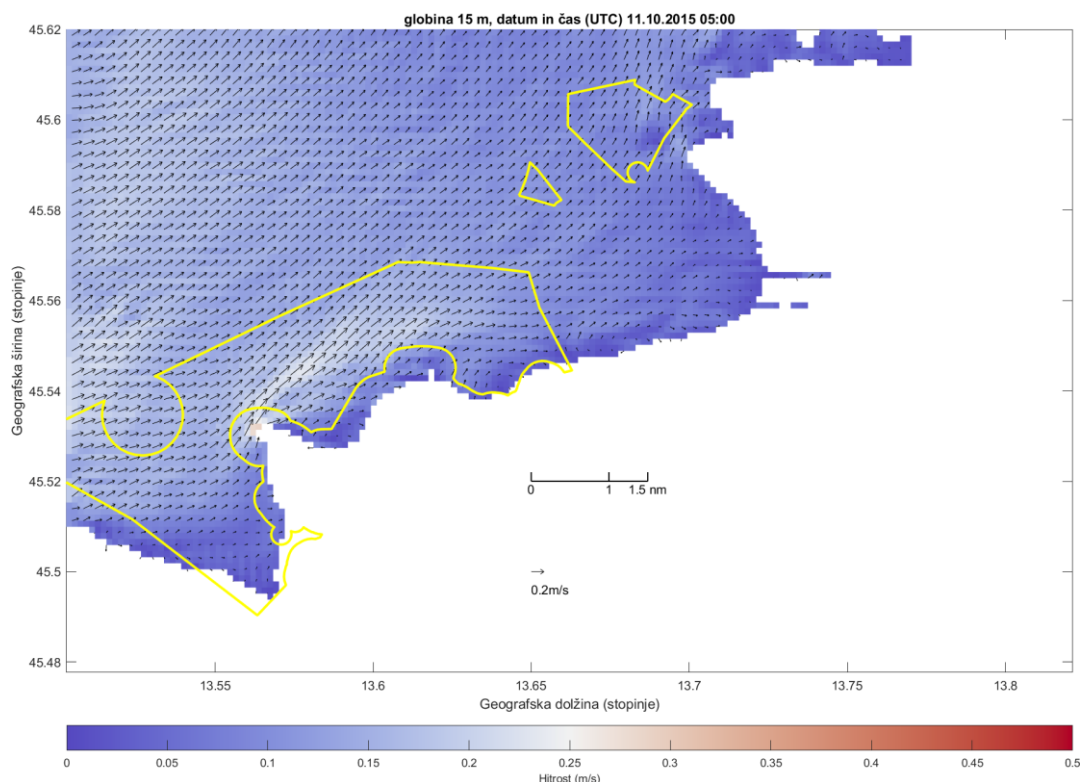 globina 15 m, datum in čas (UTC) 11.10.2015 05:00
45.62
45.6
45.58
45.56
45.54
45.52
45.5
45.48
Geografska širina (stopinje)
0 1 1.5 nm
0.2m/s
13.55 13.6 13.65 13.7 13.75 13.8
Geografska dolžina (stopinje)
0 0.05 0.1 0.15 0.2 0.25 0.3 0.35 0.4 0.45 0.5
Hitrost (m/s)